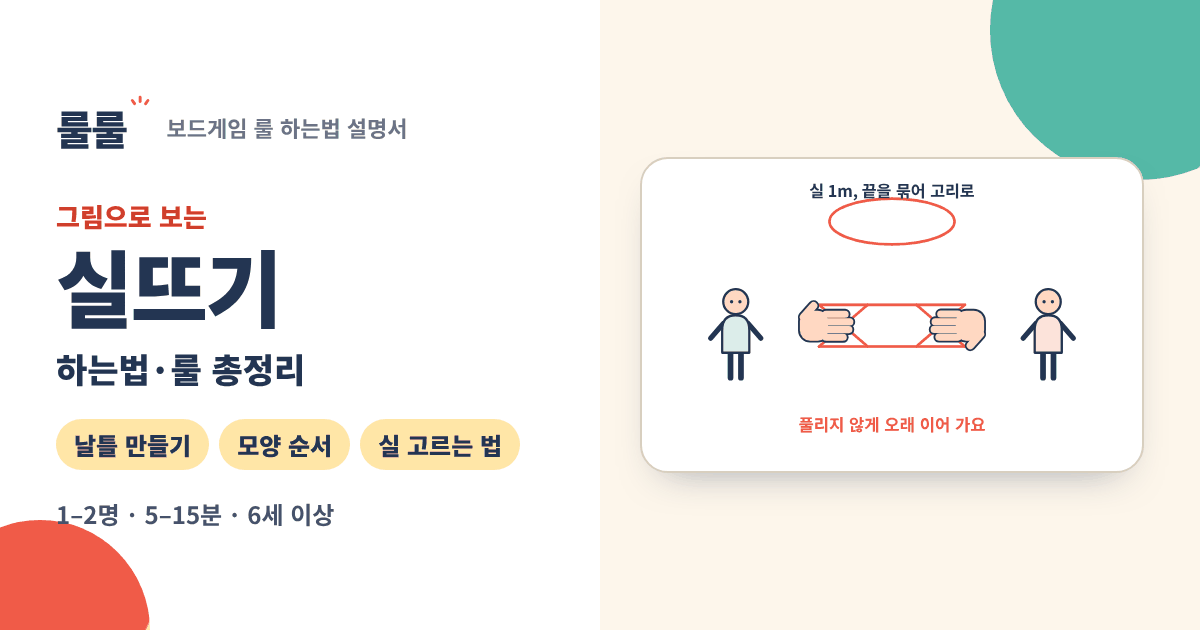 룰룰
보드게임 룰 하는법 설명서
그림으로 보는
실뜨기
하는법·룰 총정리
날틀 만들기
모양 순서
실 고르는 법
1–2명 · 5–15분 · 6세 이상
실 1m, 끝을 묶어 고리로
풀리지 않게 오래 이어 가요